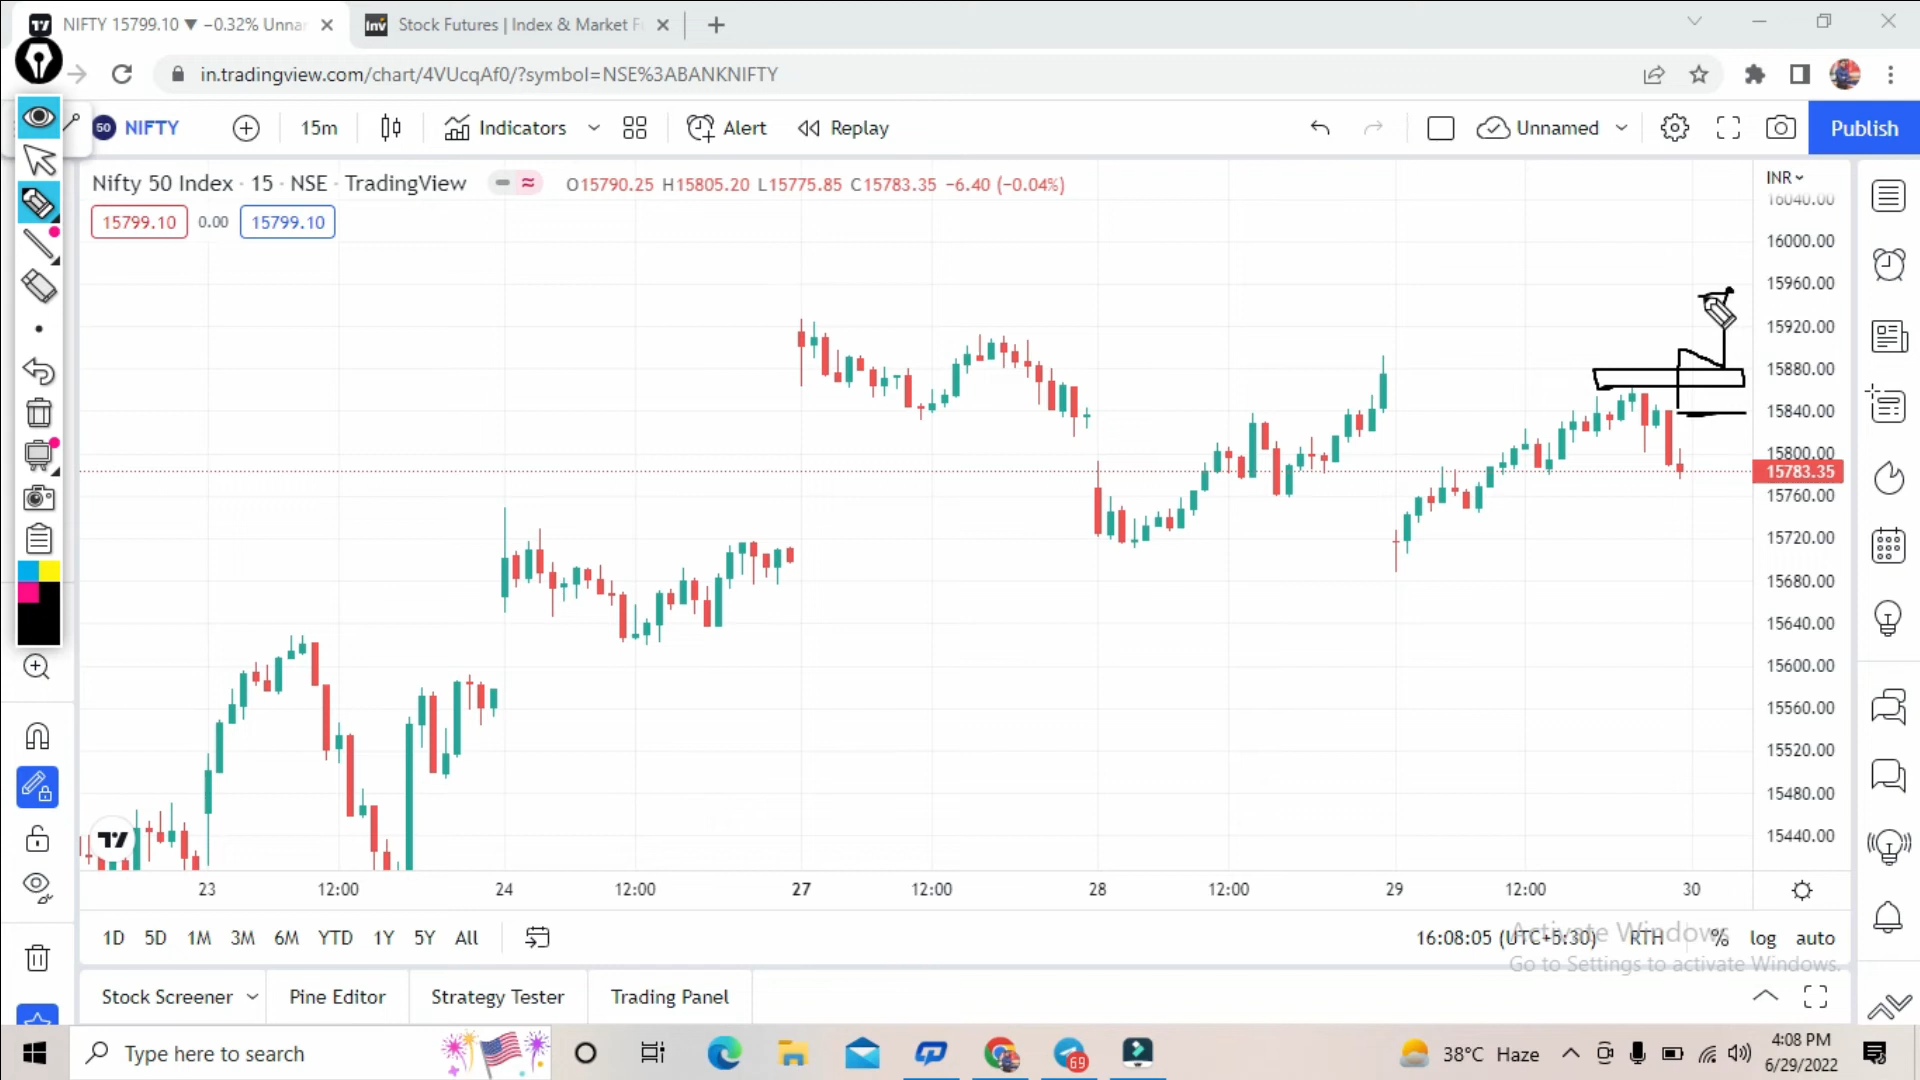 NIFTY 15799.10 ▼ −0.32% Unnar
Stock Futures | Index & Market F
in.tradingview.com/chart/4VUcqAf0/?symbol=NSE%3ABANKNIFTY
50 NIFTY
15m
Indicators
Alert
Replay
Unnamed
Publish
Nifty 50 Index · 15 · NSE · TradingView
O15790.25 H15805.20 L15775.85 C15783.35 −6.40 (−0.04%)
INR
15799.10 0.00 15799.10
16040.00
16000.00
15960.00
15920.00
15880.00
15840.00
15800.00
15783.35
15760.00
15720.00
15680.00
15640.00
15600.00
15560.00
15520.00
15480.00
15440.00
23 12:00 24 12:00 27 12:00 28 12:00 29 12:00 30
1D 5D 1M 3M 6M YTD 1Y 5Y All
16:08:05 (UTC+5:30) RTH % log auto
Activate Windows
Go to Settings to activate Windows.
Stock Screener
Pine Editor
Strategy Tester
Trading Panel
Type here to search
69
38°C Haze
4:08 PM
6/29/2022